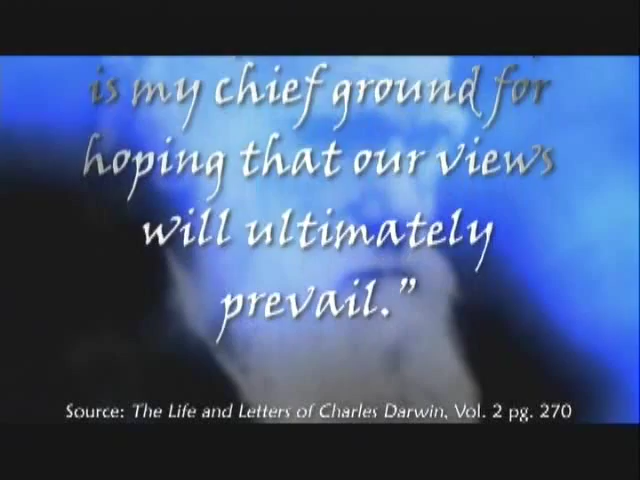 is my chief ground for
hoping that our views
will ultimately
prevail.”
Source: The Life and Letters of Charles Darwin, Vol. 2 pg. 270